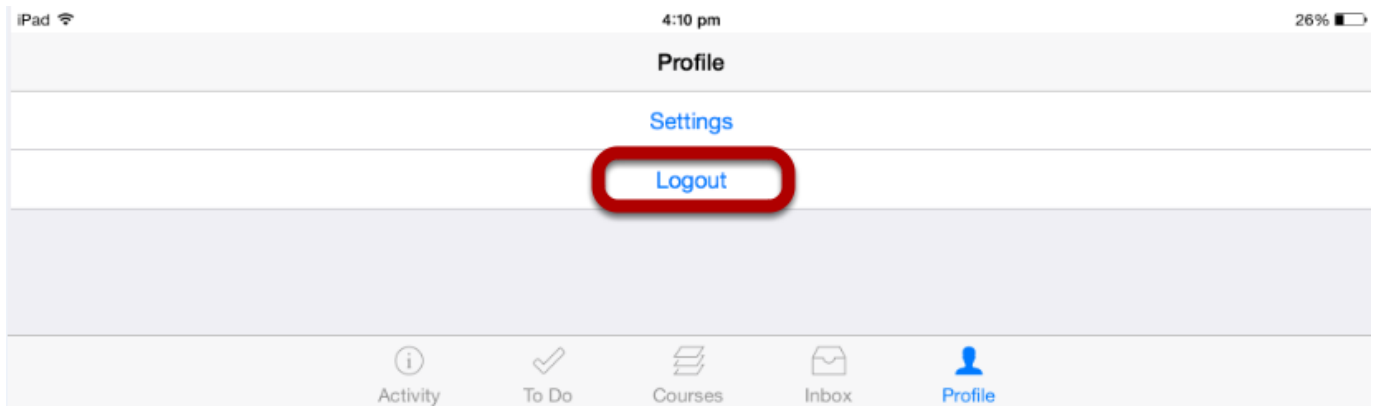 iPad 4:10 pm 26%
Profile
Settings
Logout
Activity To Do Courses Inbox Profile